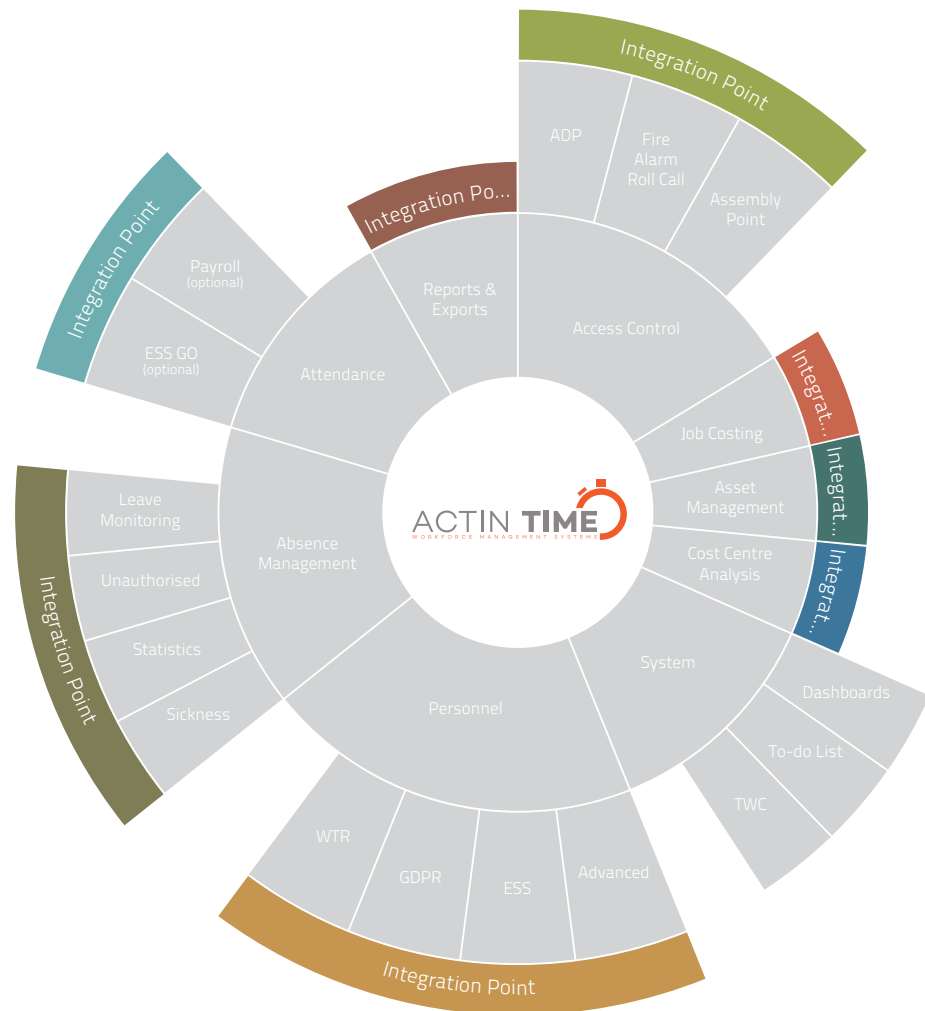 Integration Point
ADP
Fire
Alarm
Roll Call
Assembly
Point
Integration Po...
Integration Point
Payroll
(optional)
Reports &
Exports
Access Control
ESS GO
(optional)
Attendance
Integrat...
Job Costing
Integrat...
Leave
Monitoring
Asset
Management
ACTIN TIME
WORKFORCE MANAGEMENT SYSTEMS
Absence
Management
Cost Centre
Analysis
Integrat...
Unauthorised
Integration Point
Statistics
System
Sickness
Personnel
Dashboards
To-do List
TWC
WTR
GDPR
ESS
Advanced
Integration Point